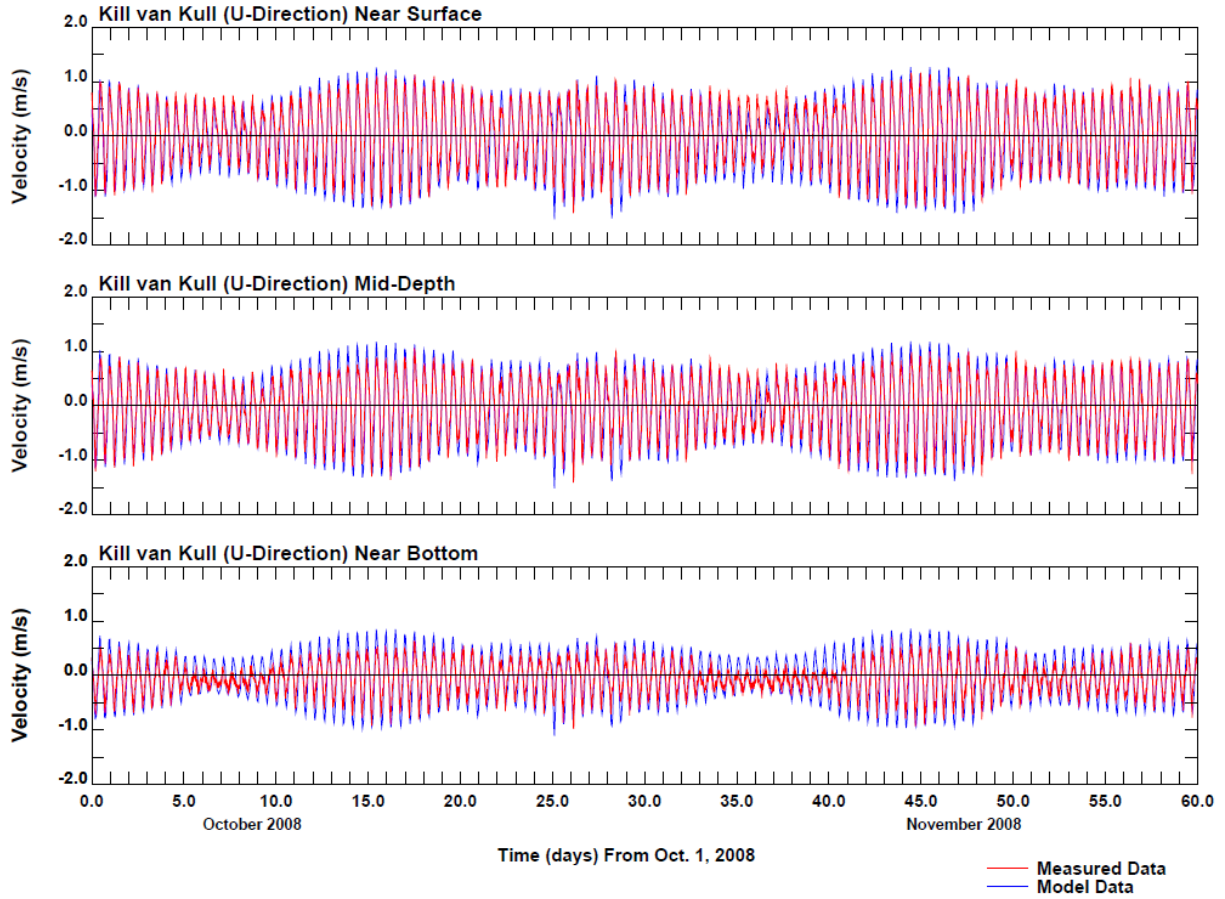 Kill van Kull (U-Direction) Near Surface
2.0
1.0
0.0
-1.0
-2.0
Velocity (m/s)
Kill van Kull (U-Direction) Mid-Depth
2.0
1.0
0.0
-1.0
-2.0
Velocity (m/s)
Kill van Kull (U-Direction) Near Bottom
2.0
1.0
0.0
-1.0
-2.0
Velocity (m/s)
0.0 5.0 10.0 15.0 20.0 25.0 30.0 35.0 40.0 45.0 50.0 55.0 60.0
October 2008 November 2008
Time (days) From Oct. 1, 2008
Measured Data
Model Data